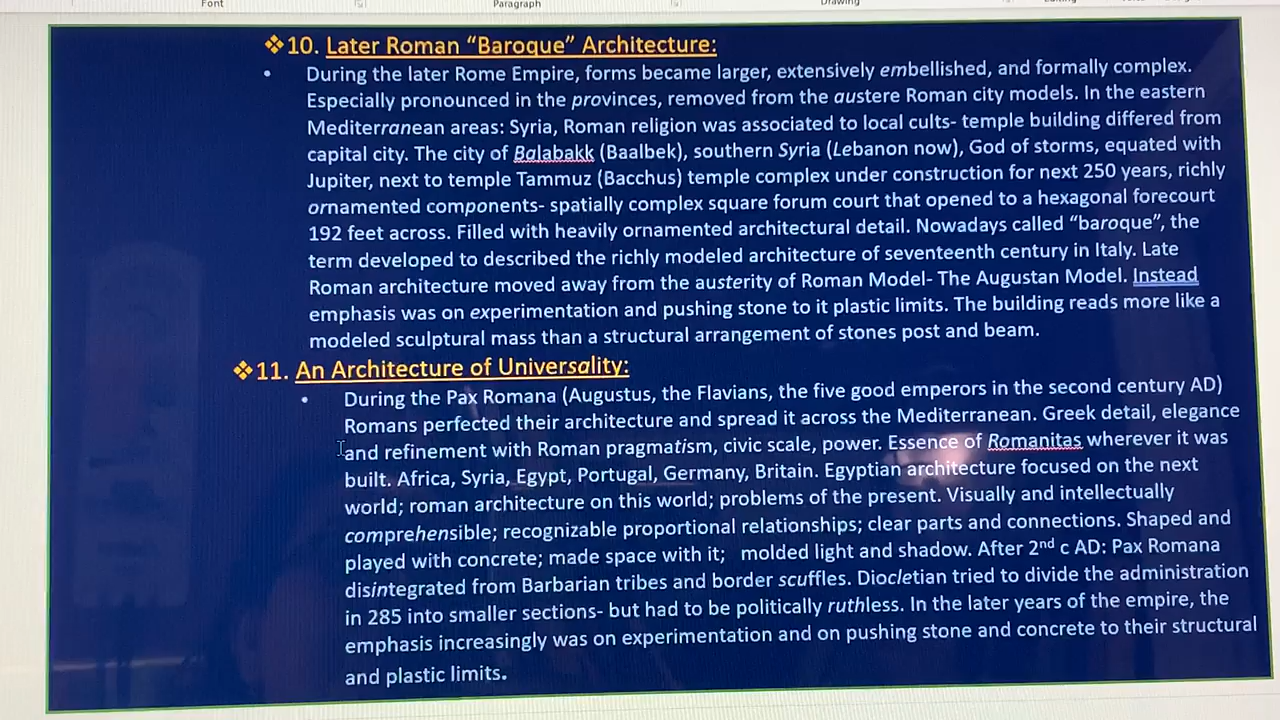 Font
Paragraph
Drawing
❖10. Later Roman “Baroque” Architecture:
• During the later Rome Empire, forms became larger, extensively embellished, and formally complex.
Especially pronounced in the provinces, removed from the austere Roman city models. In the eastern
Mediterranean areas: Syria, Roman religion was associated to local cults- temple building differed from
capital city. The city of Balabakk (Baalbek), southern Syria (Lebanon now), God of storms, equated with
Jupiter, next to temple Tammuz (Bacchus) temple complex under construction for next 250 years, richly
ornamented components- spatially complex square forum court that opened to a hexagonal forecourt
192 feet across. Filled with heavily ornamented architectural detail. Nowadays called “baroque”, the
term developed to described the richly modeled architecture of seventeenth century in Italy. Late
Roman architecture moved away from the austerity of Roman Model- The Augustan Model. Instead
emphasis was on experimentation and pushing stone to it plastic limits. The building reads more like a
modeled sculptural mass than a structural arrangement of stones post and beam.
❖11. An Architecture of Universality:
• During the Pax Romana (Augustus, the Flavians, the five good emperors in the second century AD)
Romans perfected their architecture and spread it across the Mediterranean. Greek detail, elegance
and refinement with Roman pragmatism, civic scale, power. Essence of Romanitas wherever it was
built. Africa, Syria, Egypt, Portugal, Germany, Britain. Egyptian architecture focused on the next
world; roman architecture on this world; problems of the present. Visually and intellectually
comprehensible; recognizable proportional relationships; clear parts and connections. Shaped and
played with concrete; made space with it; molded light and shadow. After 2nd c AD: Pax Romana
disintegrated from Barbarian tribes and border scuffles. Diocletian tried to divide the administration
in 285 into smaller sections- but had to be politically ruthless. In the later years of the empire, the
emphasis increasingly was on experimentation and on pushing stone and concrete to their structural
and plastic limits.